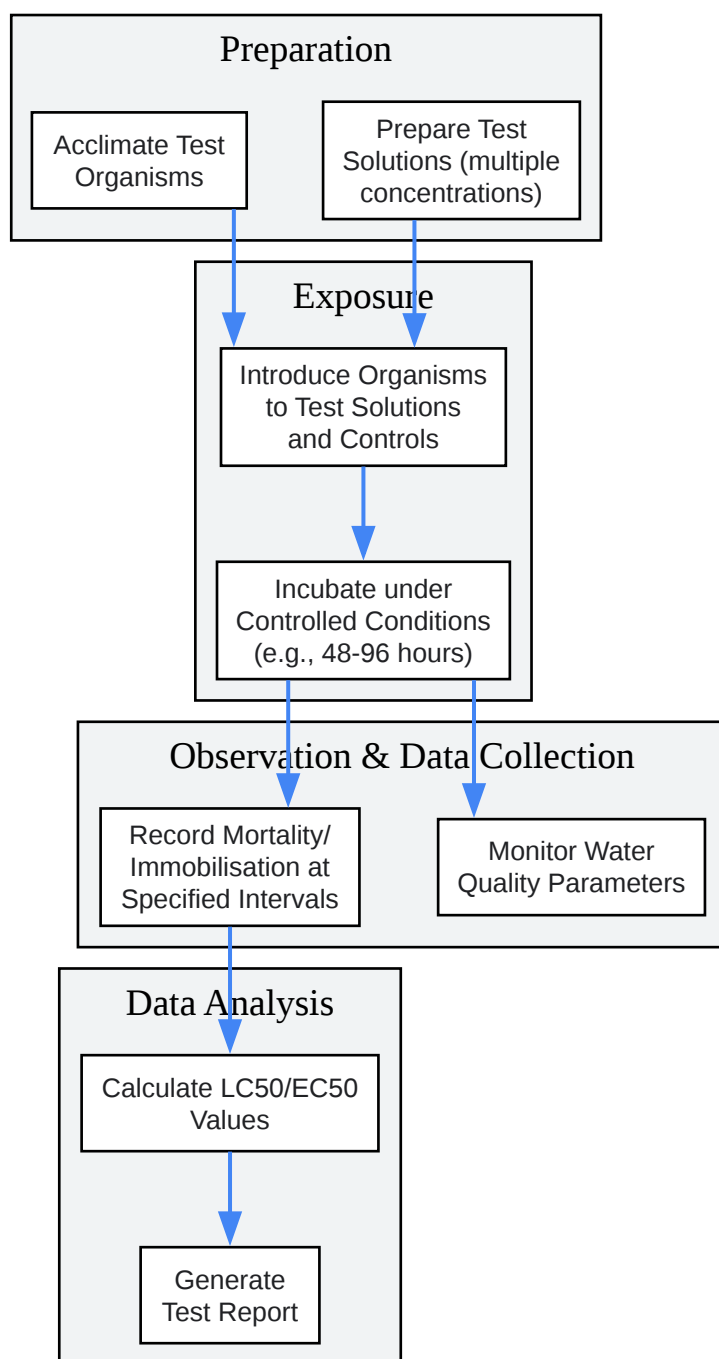 Preparation
Acclimate Test
Organisms
Prepare Test
Solutions (multiple
concentrations)
Exposure
Introduce Organisms
to Test Solutions
and Controls
Incubate under
Controlled Conditions
(e.g., 48-96 hours)
Observation & Data Collection
Record Mortality/
Immobilisation at
Specified Intervals
Monitor Water
Quality Parameters
Data Analysis
Calculate LC50/EC50
Values
Generate
Test Report